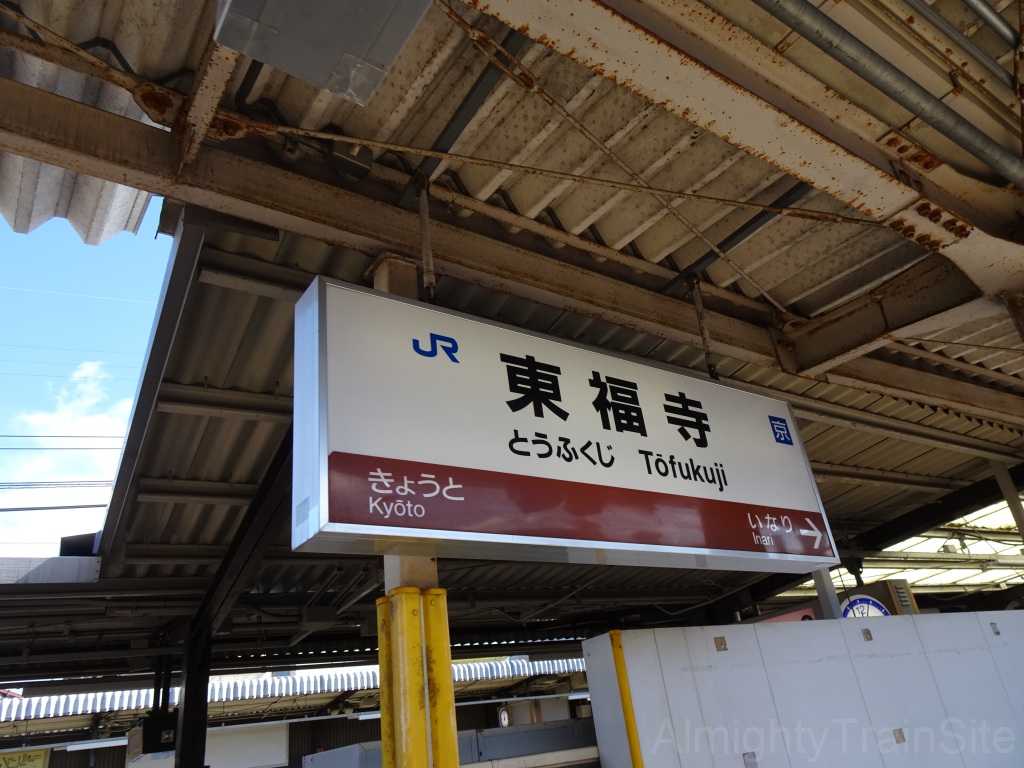 JR
東福寺
京
とうふくじ Tōfukuji
きょうと
Kyōto
いなり
Inari
12
AlmightyTrainSite